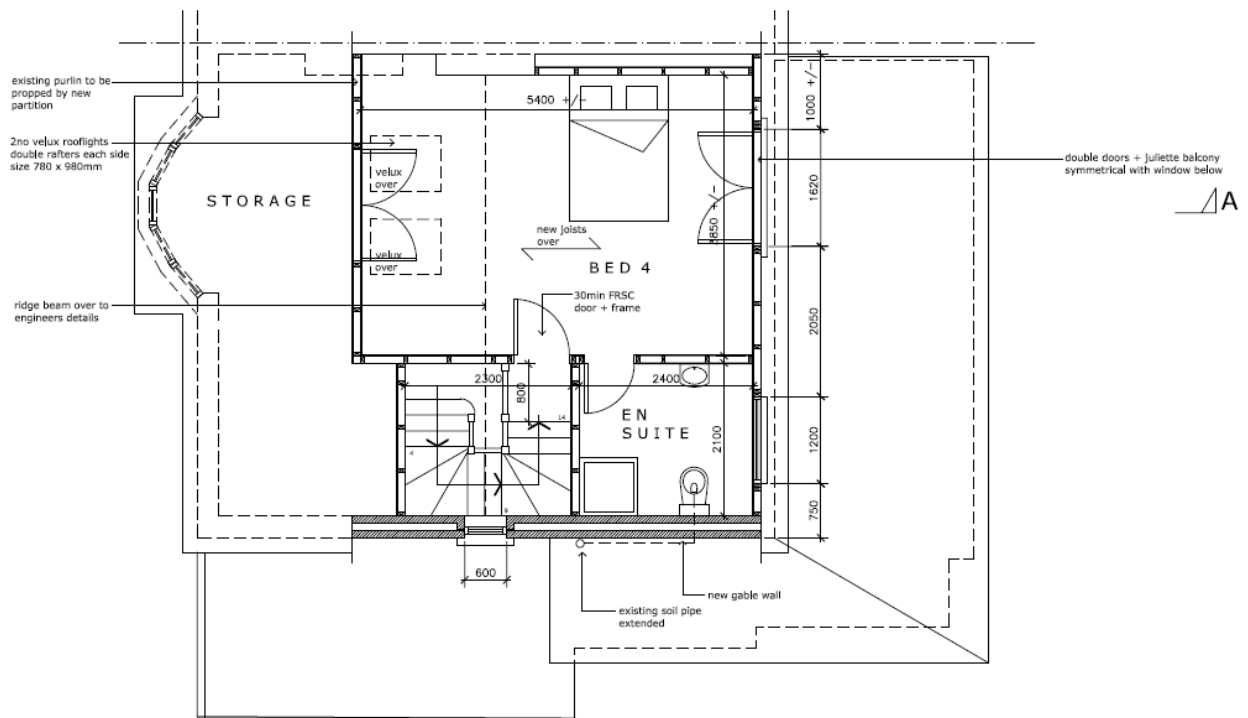 existing purlin to be
propped by new
partition
2no velux rooflights
double rafters each side
size 780 x 980mm
STORAGE
ridge beam over to
engineers details
5400 +/-
velux
over
velux
over
new joists
over
BED 4
30min FRSC
door + frame
3850 +/-
1000 +/-
1620
2050
1200
750
double doors + juliette balcony
symmetrical with window below
A
2300
800
2400
2100
EN
SUITE
14
4
9
600
new gable wall
existing soil pipe
extended